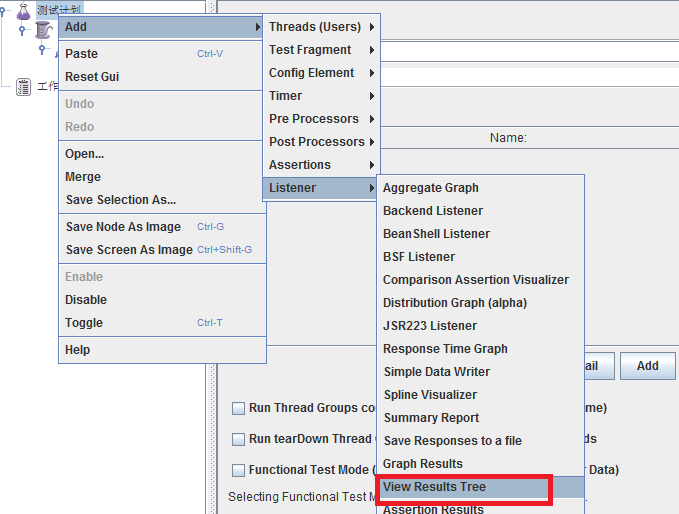 测试计划
Add
Paste Ctrl-V
Reset Gui
Undo
Redo
Open...
Merge
Save Selection As...
Save Node As Image Ctrl-G
Save Screen As Image Ctrl+Shift-G
Enable
Disable
Toggle Ctrl-T
Help
工作
Threads (Users)
Test Fragment
Config Element
Timer
Pre Processors
Post Processors
Assertions
Listener
Name:
Aggregate Graph
Backend Listener
BeanShell Listener
BSF Listener
Comparison Assertion Visualizer
Distribution Graph (alpha)
JSR223 Listener
Response Time Graph
Simple Data Writer
Spline Visualizer
Summary Report
Save Responses to a file
Graph Results
View Results Tree
Assertion Results
ail Add
Run Thread Groups co me)
Run tearDown Thread ds
Functional Test Mode ( r Data)
Selecting Functional Test M